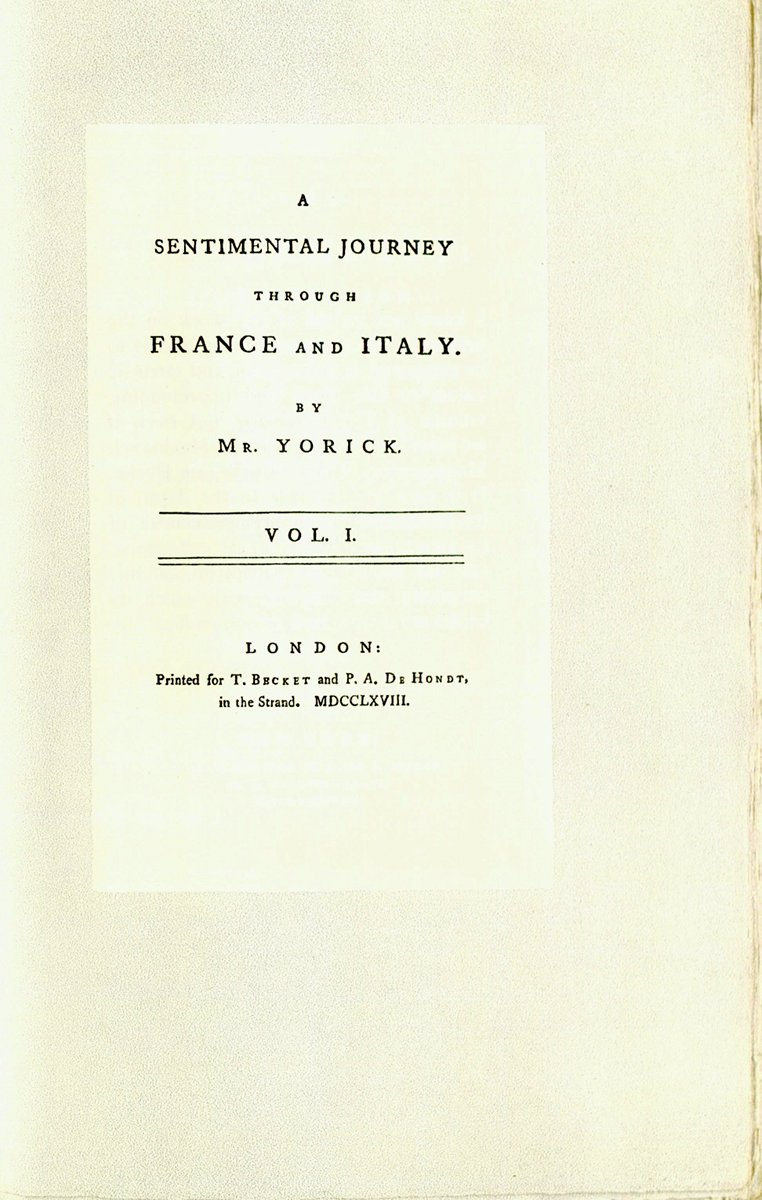 A
SENTIMENTAL JOURNEY
THROUGH
FRANCE AND ITALY.
BY
MR. YORICK.
VOL. I.
LONDON:
Printed for T. BECKET and P. A. DE HONDT,
in the Strand. MDCCLXVIII.